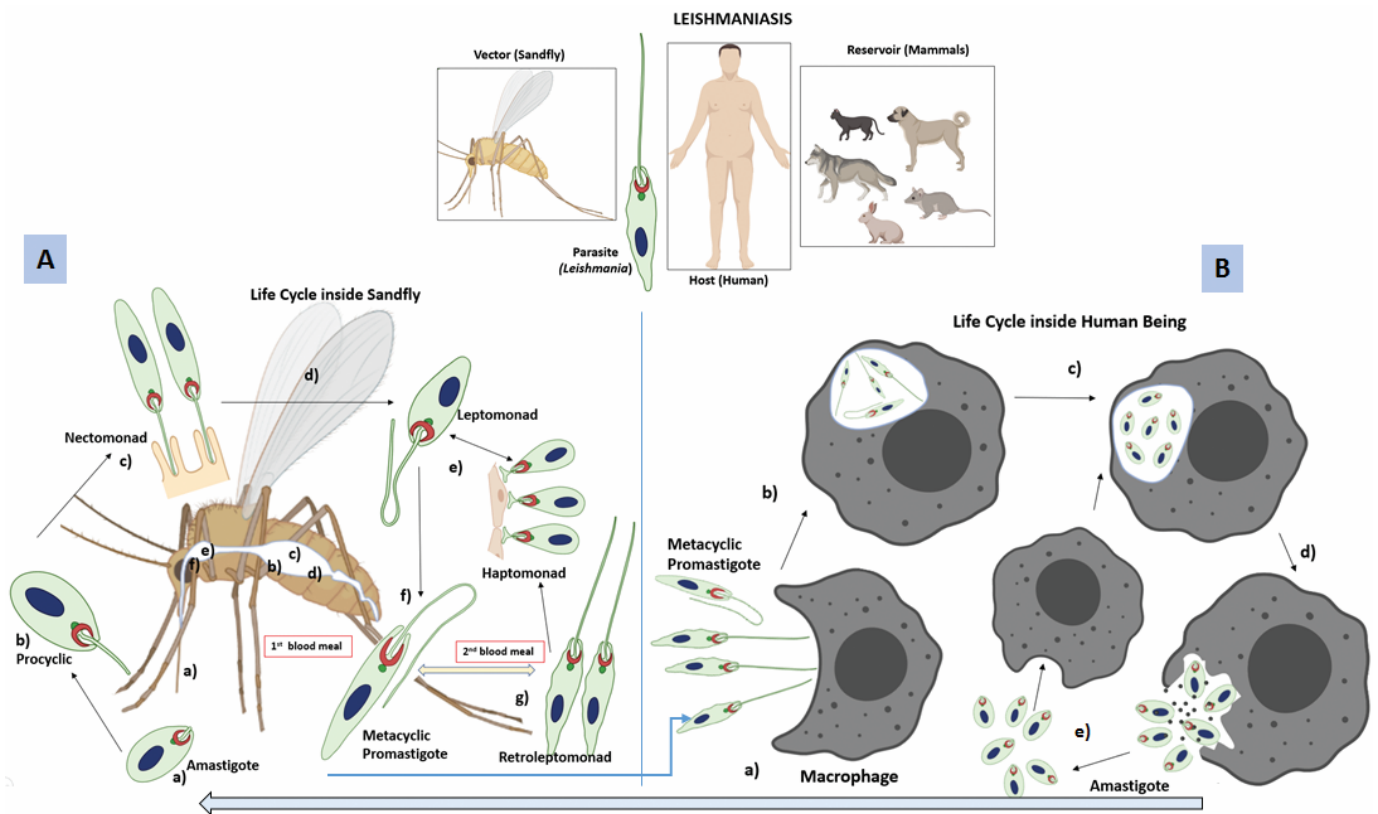 LEISHMANIASIS
Vector (Sandfly)
Reservoir (Mammals)
Parasite
(Leishmania)
Host (Human)
A
B
Life Cycle inside Sandfly
Life Cycle inside Human Being
d)
Leptomonad
Nectomonad
c)
e)
e)
f)
c)
b)
d)
Haptomonad
f)
b)
Procyclic
1st blood meal
2nd blood meal
a)
g)
Metacyclic
Promastigote
Retroleptomonad
Amastigote
a)
c)
b)
Metacyclic
Promastigote
d)
e)
a)
Macrophage
Amastigote